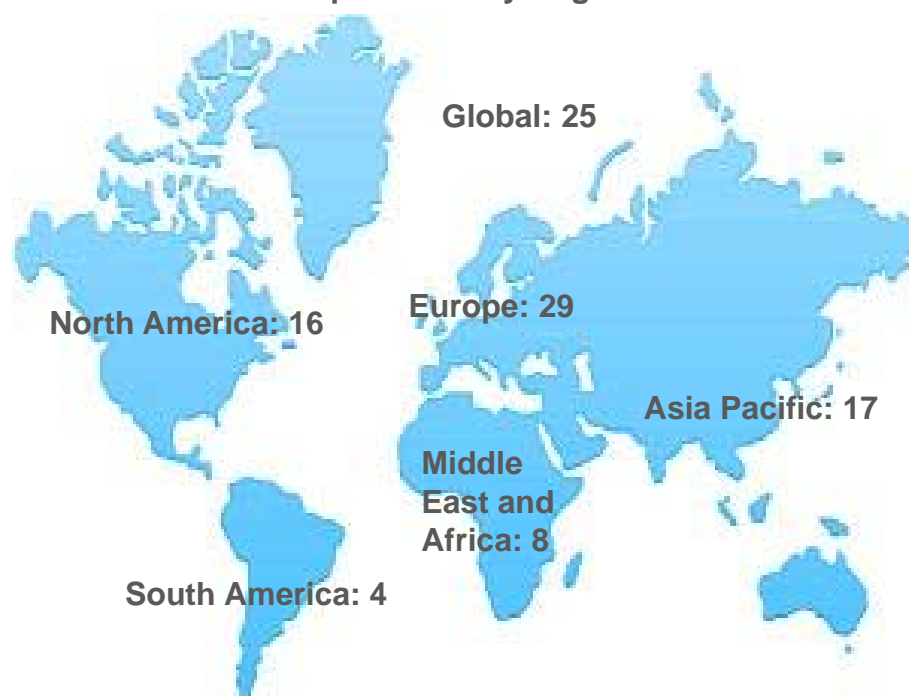 Global: 25
Europe: 29
North America: 16
Asia Pacific: 17
Middle
East and
Africa: 8
South America: 4